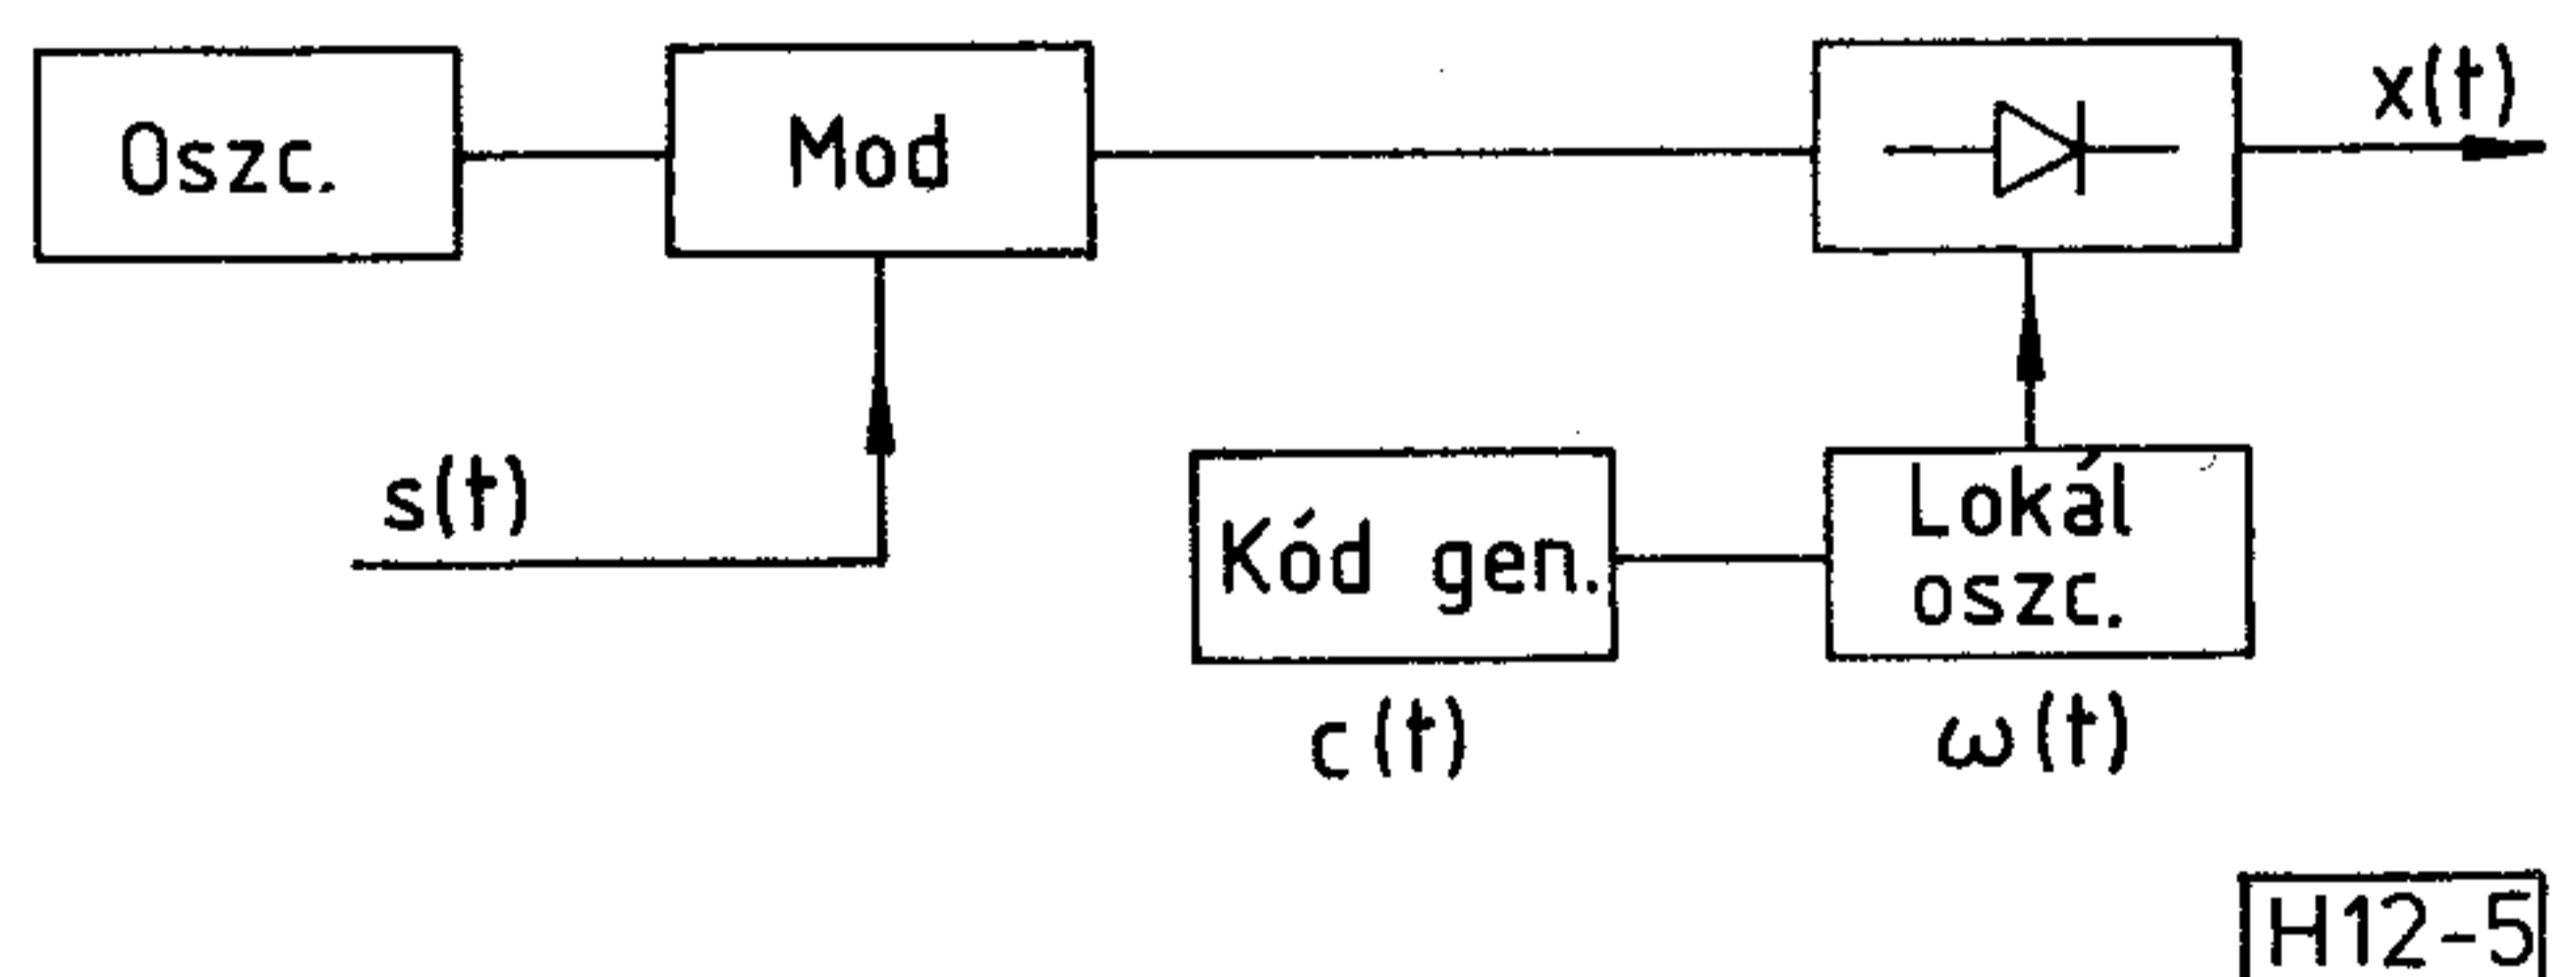 Oszc.
Mod
x(t)
s(t)
Kód gen.
Lokál
oszc.
c(t)
ω(t)
H12-5